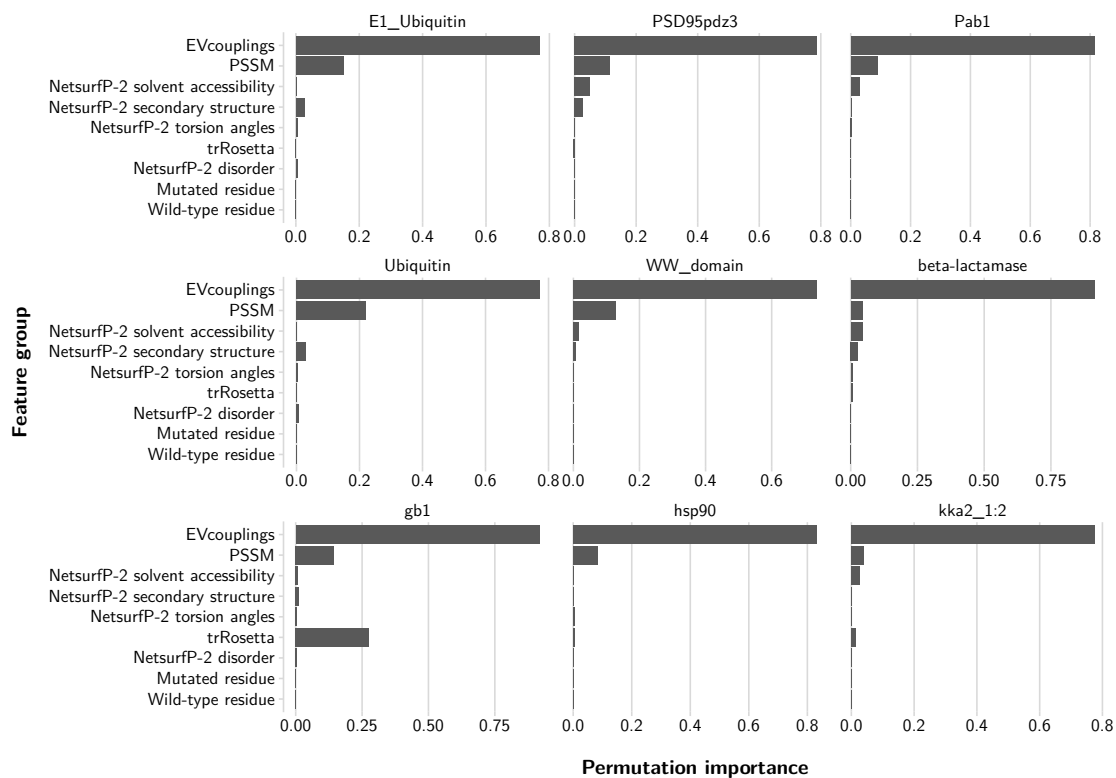 E1_Ubiquitin PSD95pdz3 Pab1
EVcouplings
PSSM
NetsurfP-2 solvent accessibility
NetsurfP-2 secondary structure
NetsurfP-2 torsion angles
trRosetta
NetsurfP-2 disorder
Mutated residue
Wild-type residue
0.0 0.2 0.4 0.6 0.8 0.0 0.2 0.4 0.6 0.8 0.0 0.2 0.4 0.6 0.8
Ubiquitin WW_domain beta-lactamase
EVcouplings
PSSM
NetsurfP-2 solvent accessibility
NetsurfP-2 secondary structure
NetsurfP-2 torsion angles
trRosetta
NetsurfP-2 disorder
Mutated residue
Wild-type residue
0.0 0.2 0.4 0.6 0.8 0.0 0.2 0.4 0.6 0.00 0.25 0.50 0.75
Feature group
gb1 hsp90 kka2_1:2
EVcouplings
PSSM
NetsurfP-2 solvent accessibility
NetsurfP-2 secondary structure
NetsurfP-2 torsion angles
trRosetta
NetsurfP-2 disorder
Mutated residue
Wild-type residue
0.00 0.25 0.50 0.75 0.0 0.2 0.4 0.6 0.8 0.0 0.2 0.4 0.6 0.8
Permutation importance